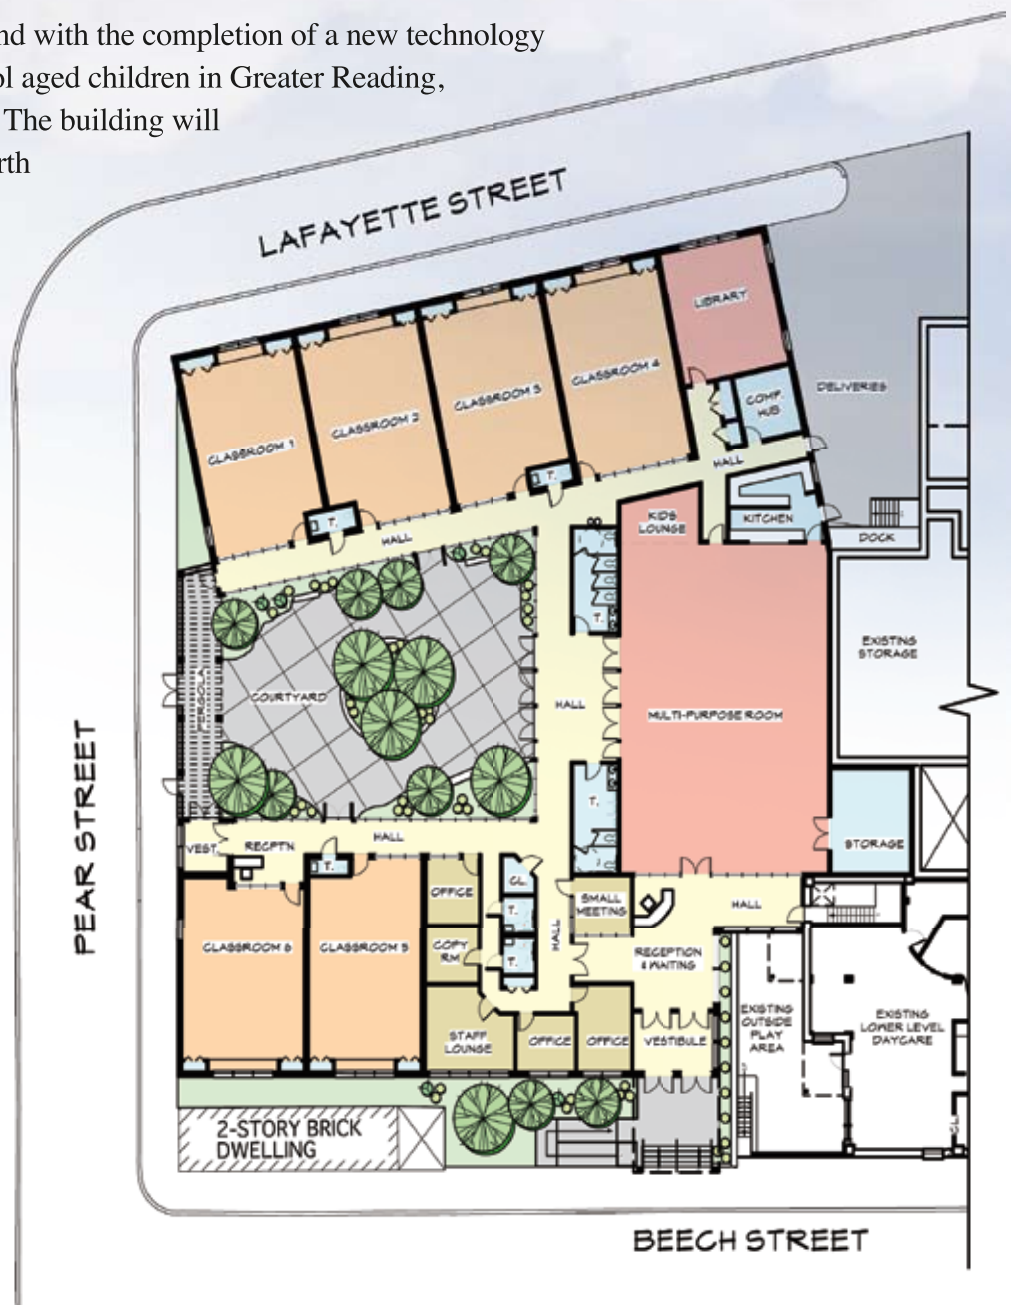 nd with the completion of a new technology
ol aged children in Greater Reading,
The building will
rth
LAFAYETTE STREET
LIBRARY
CLASSROOM 4
CLASSROOM 3
CLASSROOM 2
CLASSROOM 1
COMP.
HUB
DELIVERIES
HALL
T.
T.
KIDS
LOUNGE
KITCHEN
DOCK
HALL
T.
EXISTING
STORAGE
PERGOLA
COURTYARD
HALL
MULTI-PURPOSE ROOM
PEAR STREET
T.
STORAGE
VEST.
RECPTN
HALL
T.
CL.
OFFICE
T.
SMALL
MEETING
HALL
HALL
CLASSROOM 6
CLASSROOM 5
COPY
RM
T.
RECEPTION
& WAITING
STAFF
LOUNGE
OFFICE
OFFICE
VESTIBULE
EXISTING
OUTSIDE
PLAY
AREA
EXISTING
LOWER LEVEL
DAYCARE
CL.
2-STORY BRICK
DWELLING
BEECH STREET